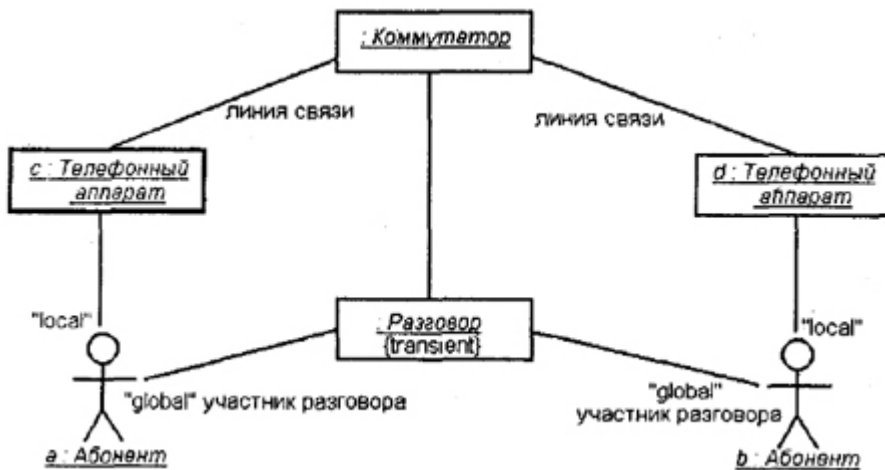 : Коммутатор
линия связи
линия связи
c : Телефонный
аппарат
d : Телефонный
аппарат
"local"
: Разговор
{transient}
"local"
"global" участник разговора
"global"
участник разговора
a : Абонент
b : Абонент